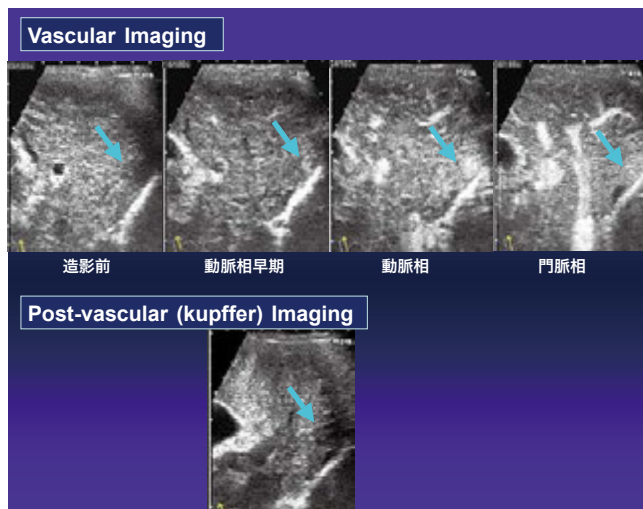 Vascular Imaging
造影前
動脈相早期
動脈相
門脈相
Post-vascular (kupffer) Imaging